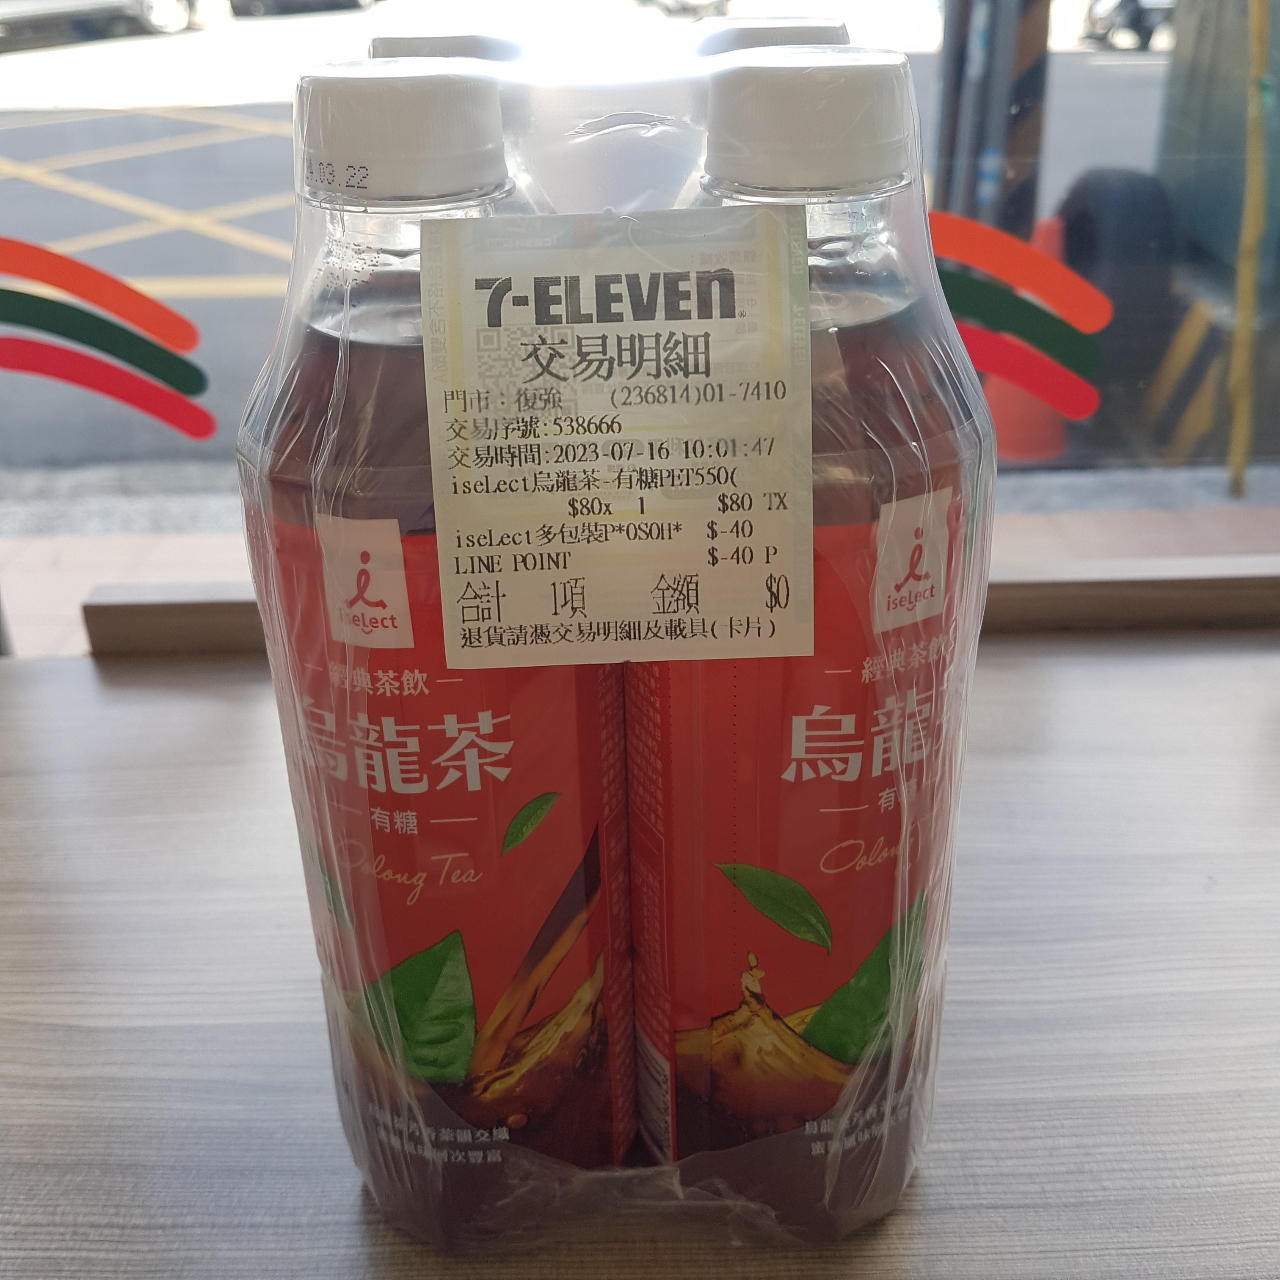 .03.22
7-ELEVEN
交易明細
門市：復強 (236814)01-7410
交易序號:538666
交易時間:2023-07-16 10:01:47
iseLect烏龍茶-有糖PET550(
$80x 1 $80 TX
iseLect多包裝P*OSOH* $-40
LINE POINT $-40 P
合計 1項 金額 $0
退貨請憑交易明細及載具(卡片)
iseLect
經典茶飲
烏龍茶
有糖
Oolong Tea
iseLect
經典茶飲
烏龍
有
Oolon